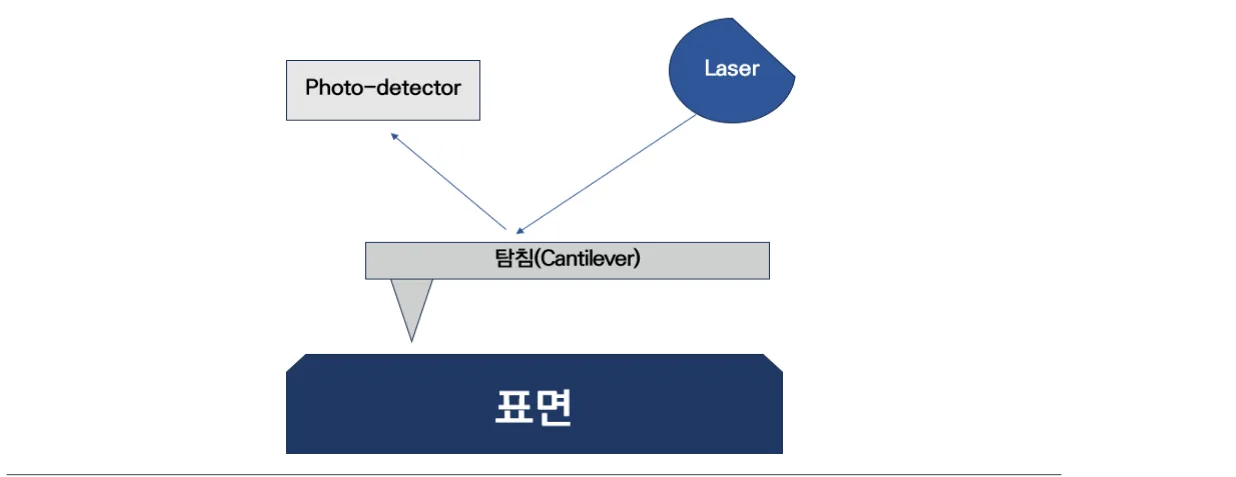 Photo-detector
Laser
탐침(Cantilever)
표면